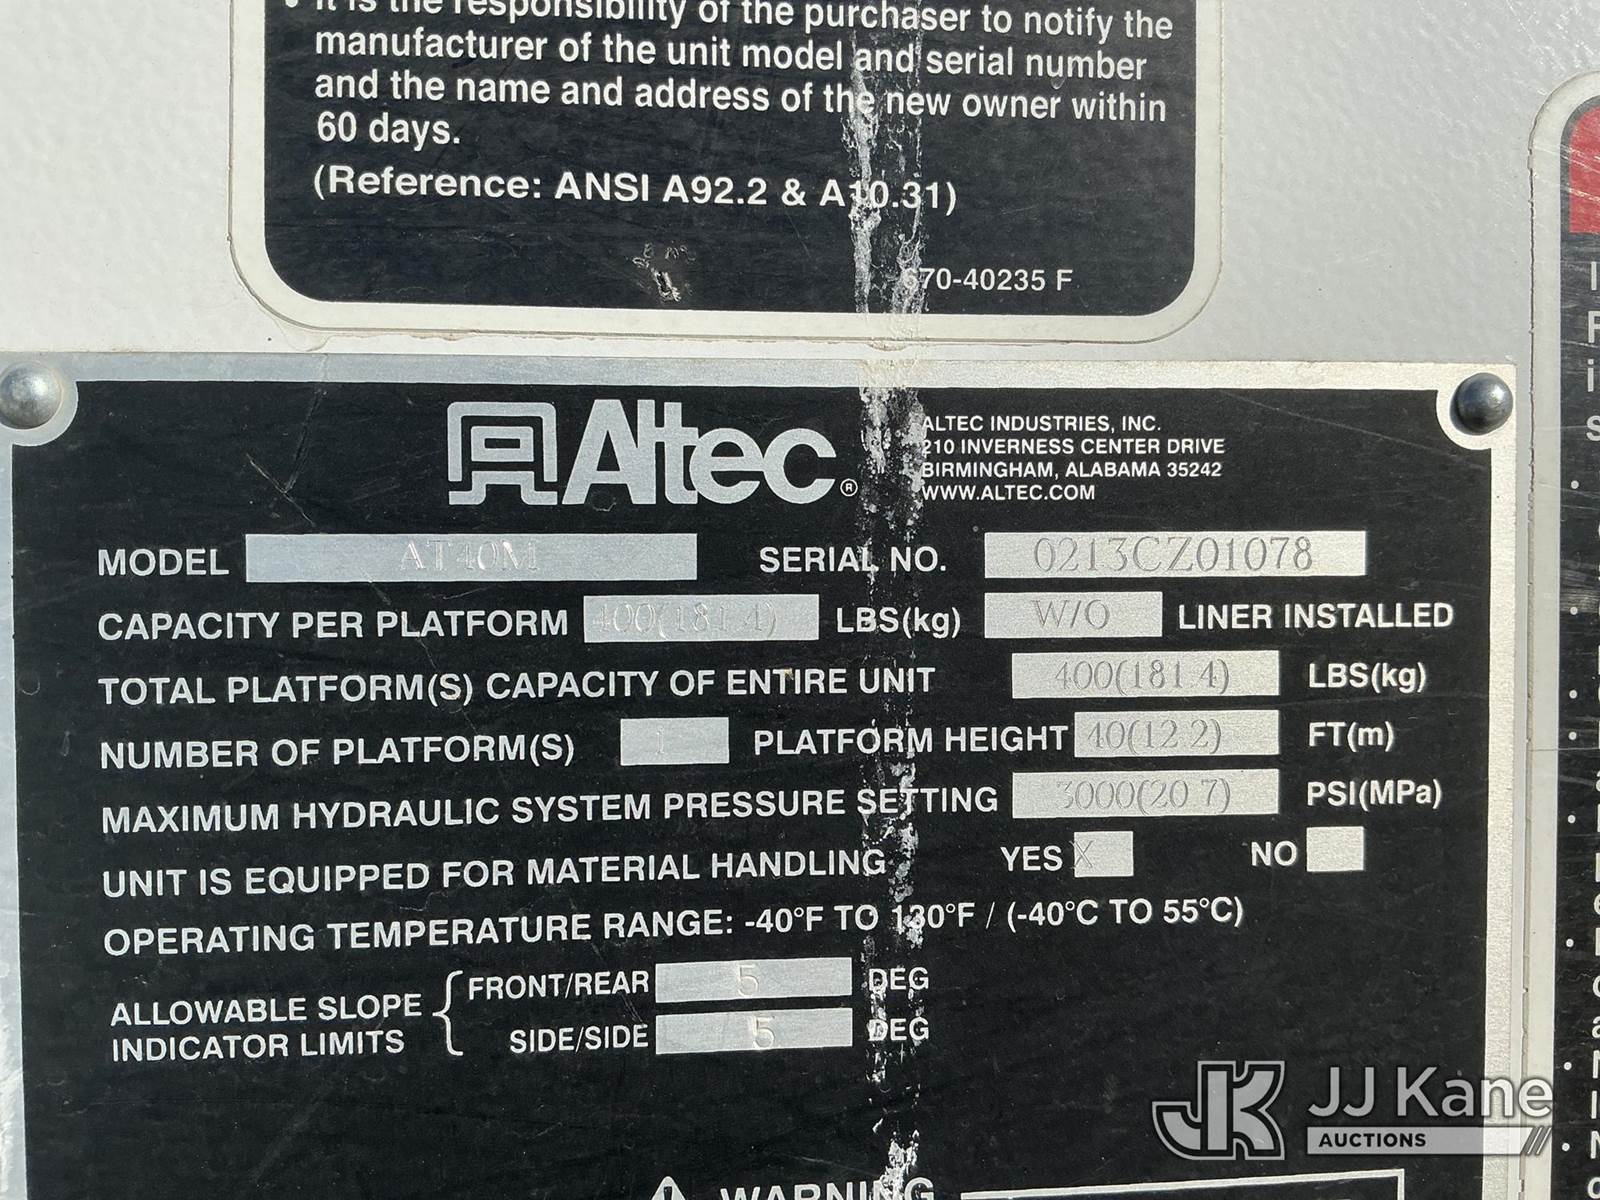 • It is the responsibility of the purchaser to notify the
manufacturer of the unit model and serial number
and the name and address of the new owner within
60 days.
(Reference: ANSI A92.2 & A10.31)
670-40235 F
Altec®
ALTEC INDUSTRIES, INC.
210 INVERNESS CENTER DRIVE
BIRMINGHAM, ALABAMA 35242
WWW.ALTEC.COM
MODEL AT40M SERIAL NO. 0213CZ01078
CAPACITY PER PLATFORM 400(181.4) LBS(kg) W/O LINER INSTALLED
TOTAL PLATFORM(S) CAPACITY OF ENTIRE UNIT 400(181.4) LBS(kg)
NUMBER OF PLATFORM(S) 1 PLATFORM HEIGHT 40(12.2) FT(m)
MAXIMUM HYDRAULIC SYSTEM PRESSURE SETTING 3000(20.7) PSI(MPa)
UNIT IS EQUIPPED FOR MATERIAL HANDLING YES X NO
OPERATING TEMPERATURE RANGE: -40°F TO 130°F / (-40°C TO 55°C)
ALLOWABLE SLOPE INDICATOR LIMITS
FRONT/REAR 5 DEG
SIDE/SIDE 5 DEG
WARNING
JK JJ Kane
AUCTIONS